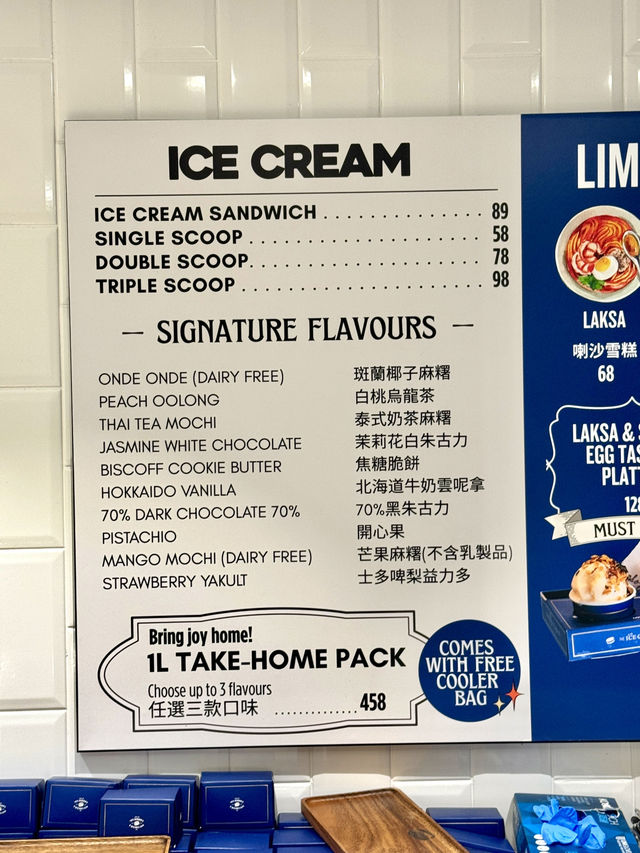 ICE CREAM
ICE CREAM SANDWICH . . . . . . . . . . . . . . 89
SINGLE SCOOP . . . . . . . . . . . . . . . . . . . . 58
DOUBLE SCOOP. . . . . . . . . . . . . . . . . . . . 78
TRIPLE SCOOP . . . . . . . . . . . . . . . . . . . . . 98
— SIGNATURE FLAVOURS —
ONDE ONDE (DAIRY FREE) 斑蘭椰子麻糬
PEACH OOLONG 白桃烏龍茶
THAI TEA MOCHI 泰式奶茶麻糬
JASMINE WHITE CHOCOLATE 茉莉花白朱古力
BISCOFF COOKIE BUTTER 焦糖脆餅
HOKKAIDO VANILLA 北海道牛奶雲呢拿
70% DARK CHOCOLATE 70% 70%黑朱古力
PISTACHIO 開心果
MANGO MOCHI (DAIRY FREE) 芒果麻糬(不含乳製品)
STRAWBERRY YAKULT 士多啤梨益力多
Bring joy home!
1L TAKE-HOME PACK
Choose up to 3 flavours
任選三款口味 .............. 458
COMES
WITH FREE
COOLER
BAG
LIM
LAKSA
喇沙雪糕
68
LAKSA &
EGG TAS
PLATT
128
MUST